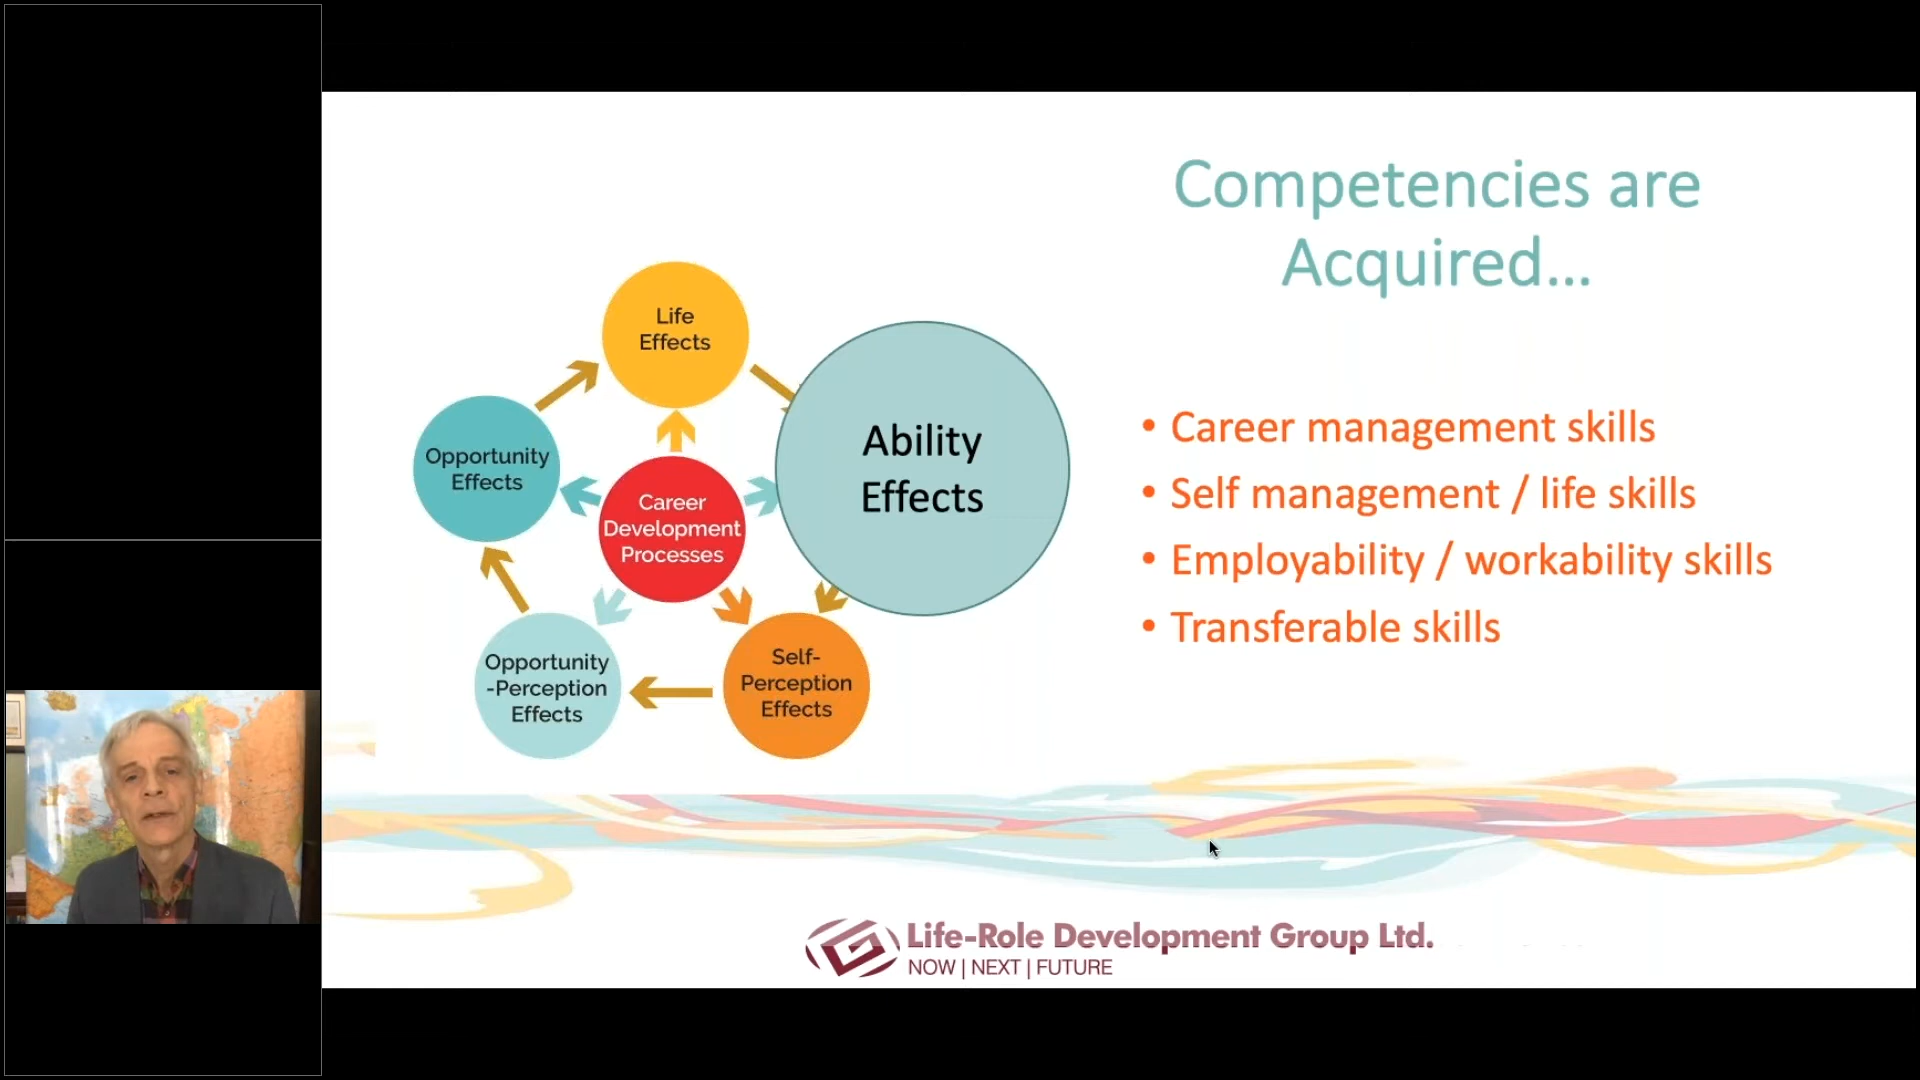 Competencies are
Acquired...
Life
Effects
Ability
Effects
Opportunity
Effects
Career
Development
Processes
Opportunity
-Perception
Effects
Self-
Perception
Effects
• Career management skills
• Self management / life skills
• Employability / workability skills
• Transferable skills
Life-Role Development Group Ltd.
NOW | NEXT | FUTURE